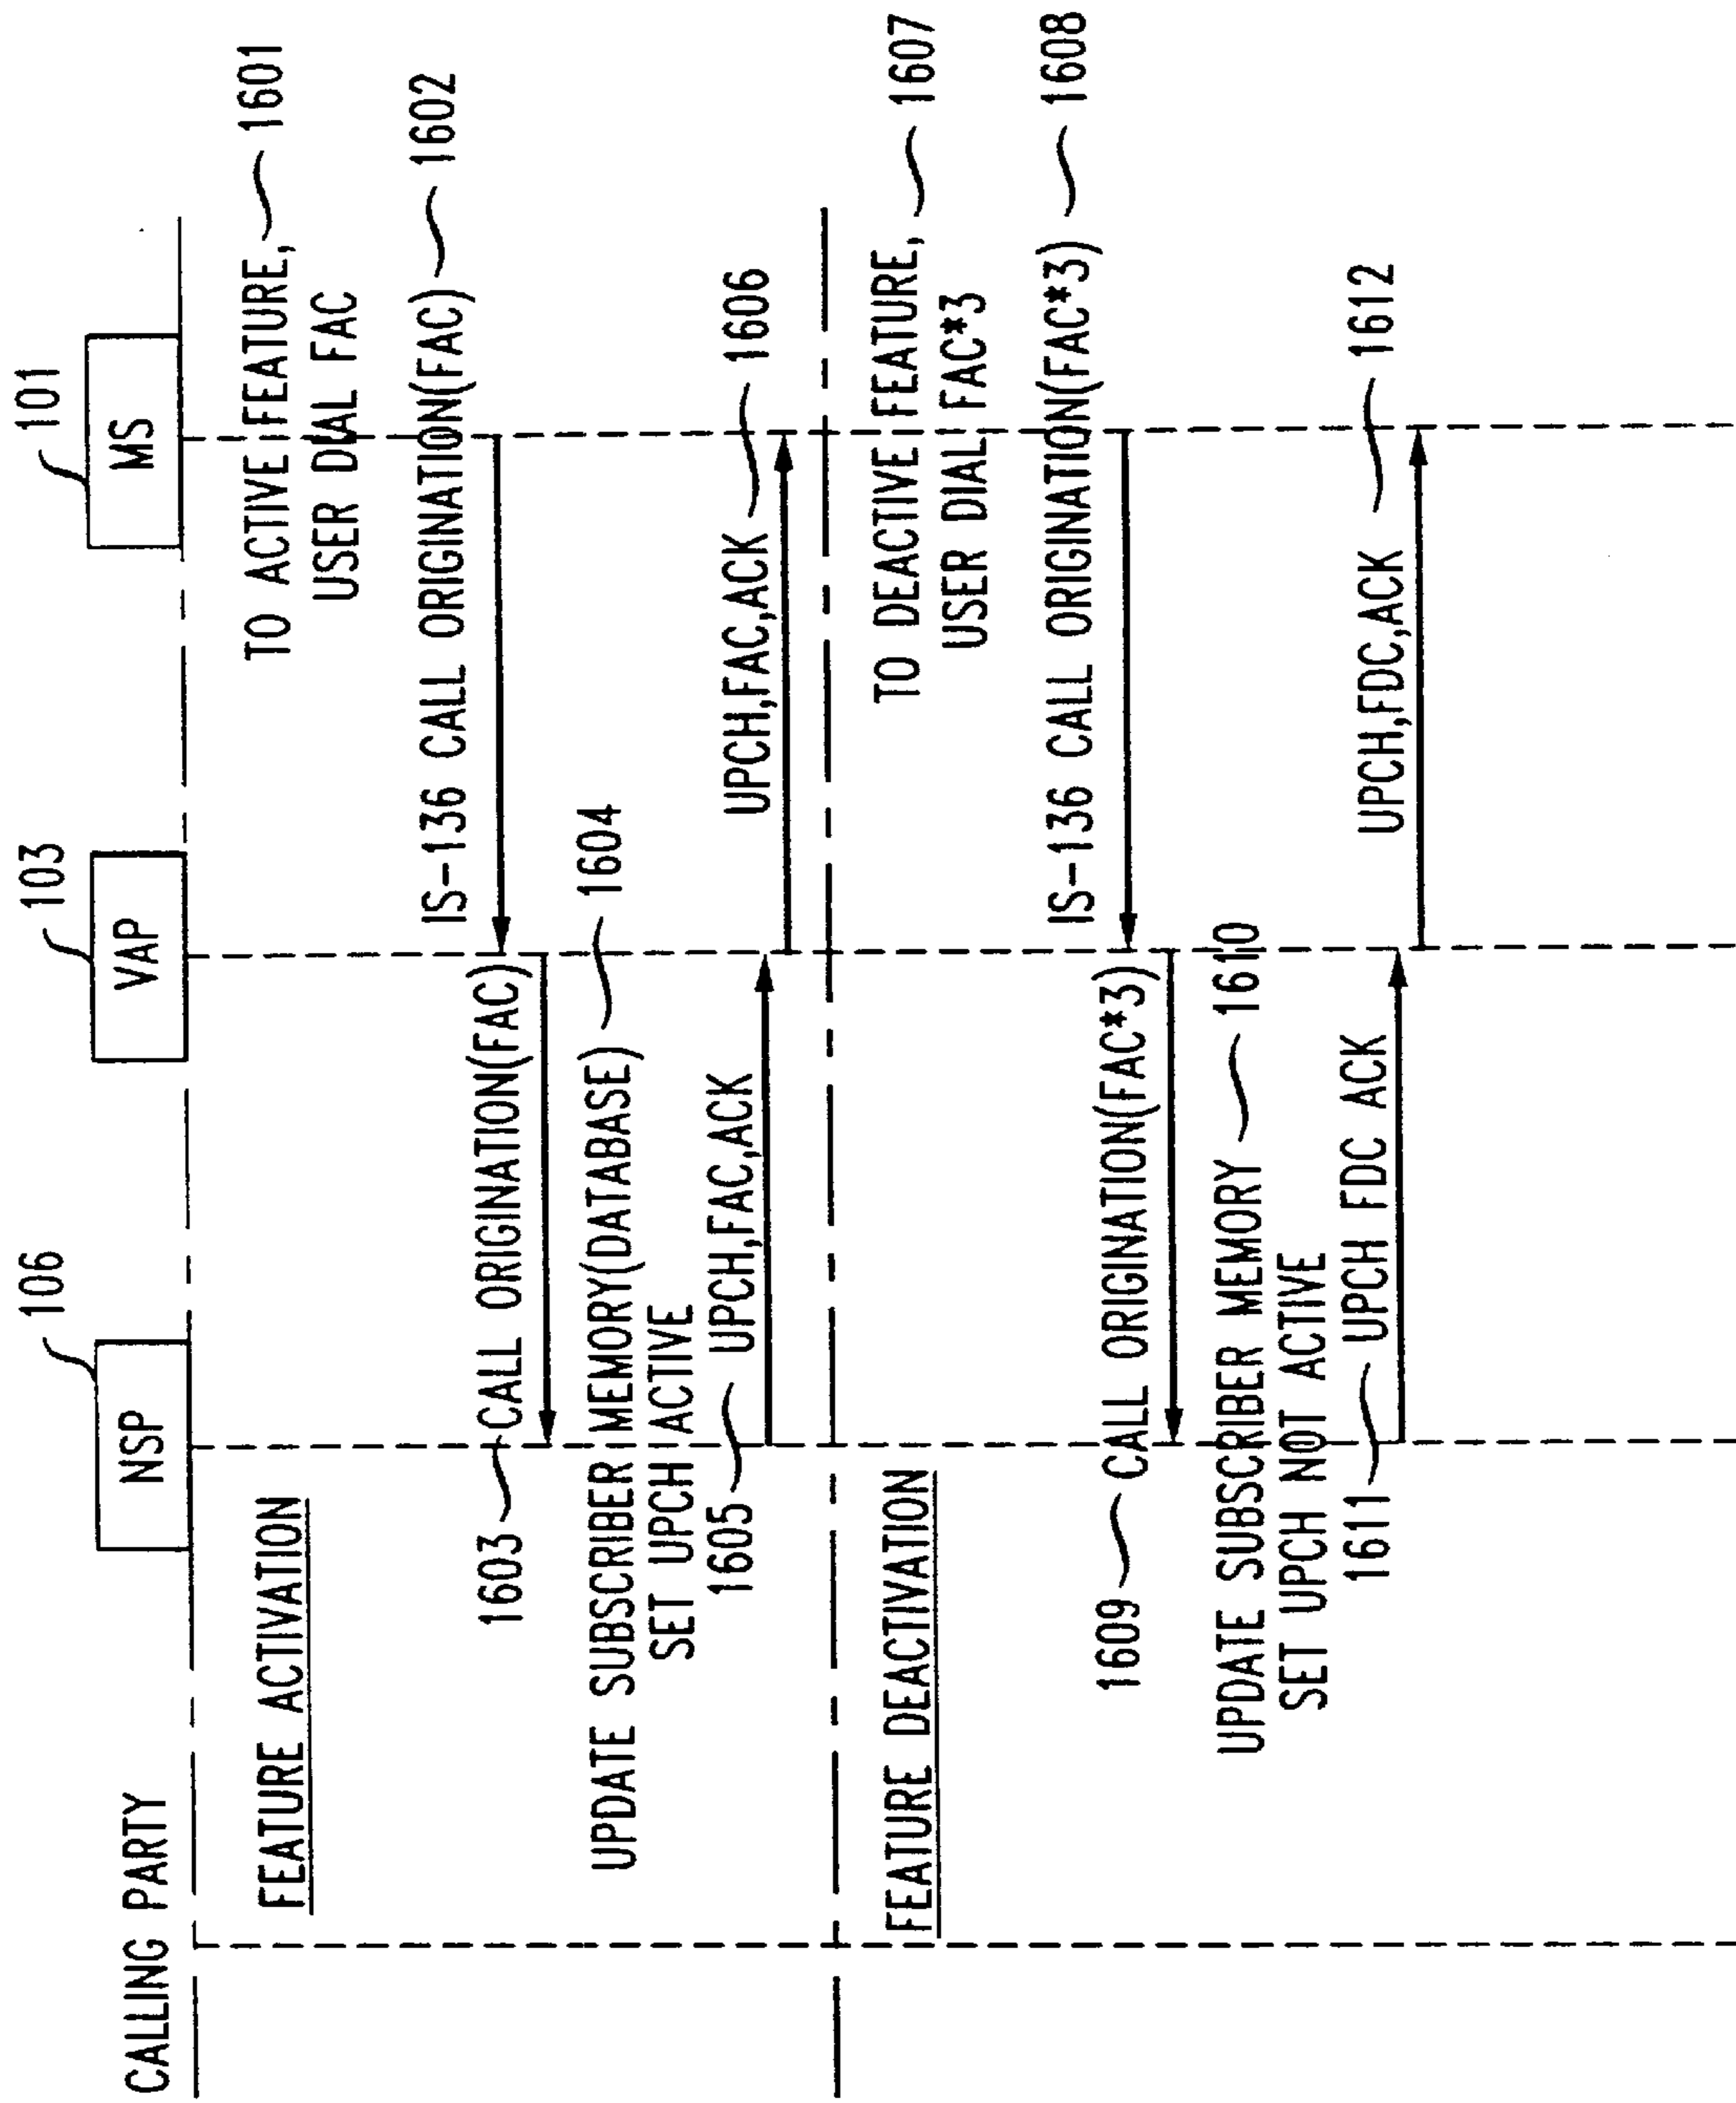 CALLING PARTY
106
NSP
103
VAP
101
MS
FEATURE ACTIVATION
TO ACTIVE FEATURE, 1601
USER DIAL FAC
IS-136 CALL ORIGINATION(FAC) 1602
1603 CALL ORIGINATION(FAC)
UPDATE SUBSCRIBER MEMORY(DATABASE) 1604
SET UPCH ACTIVE
1605 UPCH,FAC,ACK
UPCH,FAC,ACK 1606
FEATURE DEACTIVATION
TO DEACTIVE FEATURE, 1607
USER DIAL FAC*3
IS-136 CALL ORIGINATION(FAC*3) 1608
1609 CALL ORIGINATION(FAC*3)
UPDATE SUBSCRIBER MEMORY 1610
SET UPCH NOT ACTIVE
1611 UPCH FDC ACK
UPCH,FDC,ACK 1612